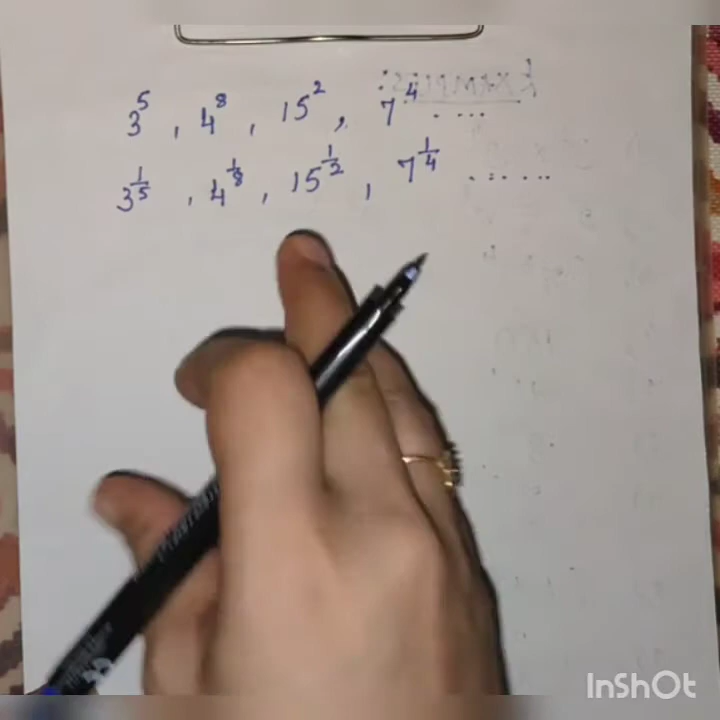 3^5 , 4^8 , 15^2 , 7^4 ....
3^{1/5} , 4^{1/8} , 15^{1/2} , 7^{1/4} ......
InShOt